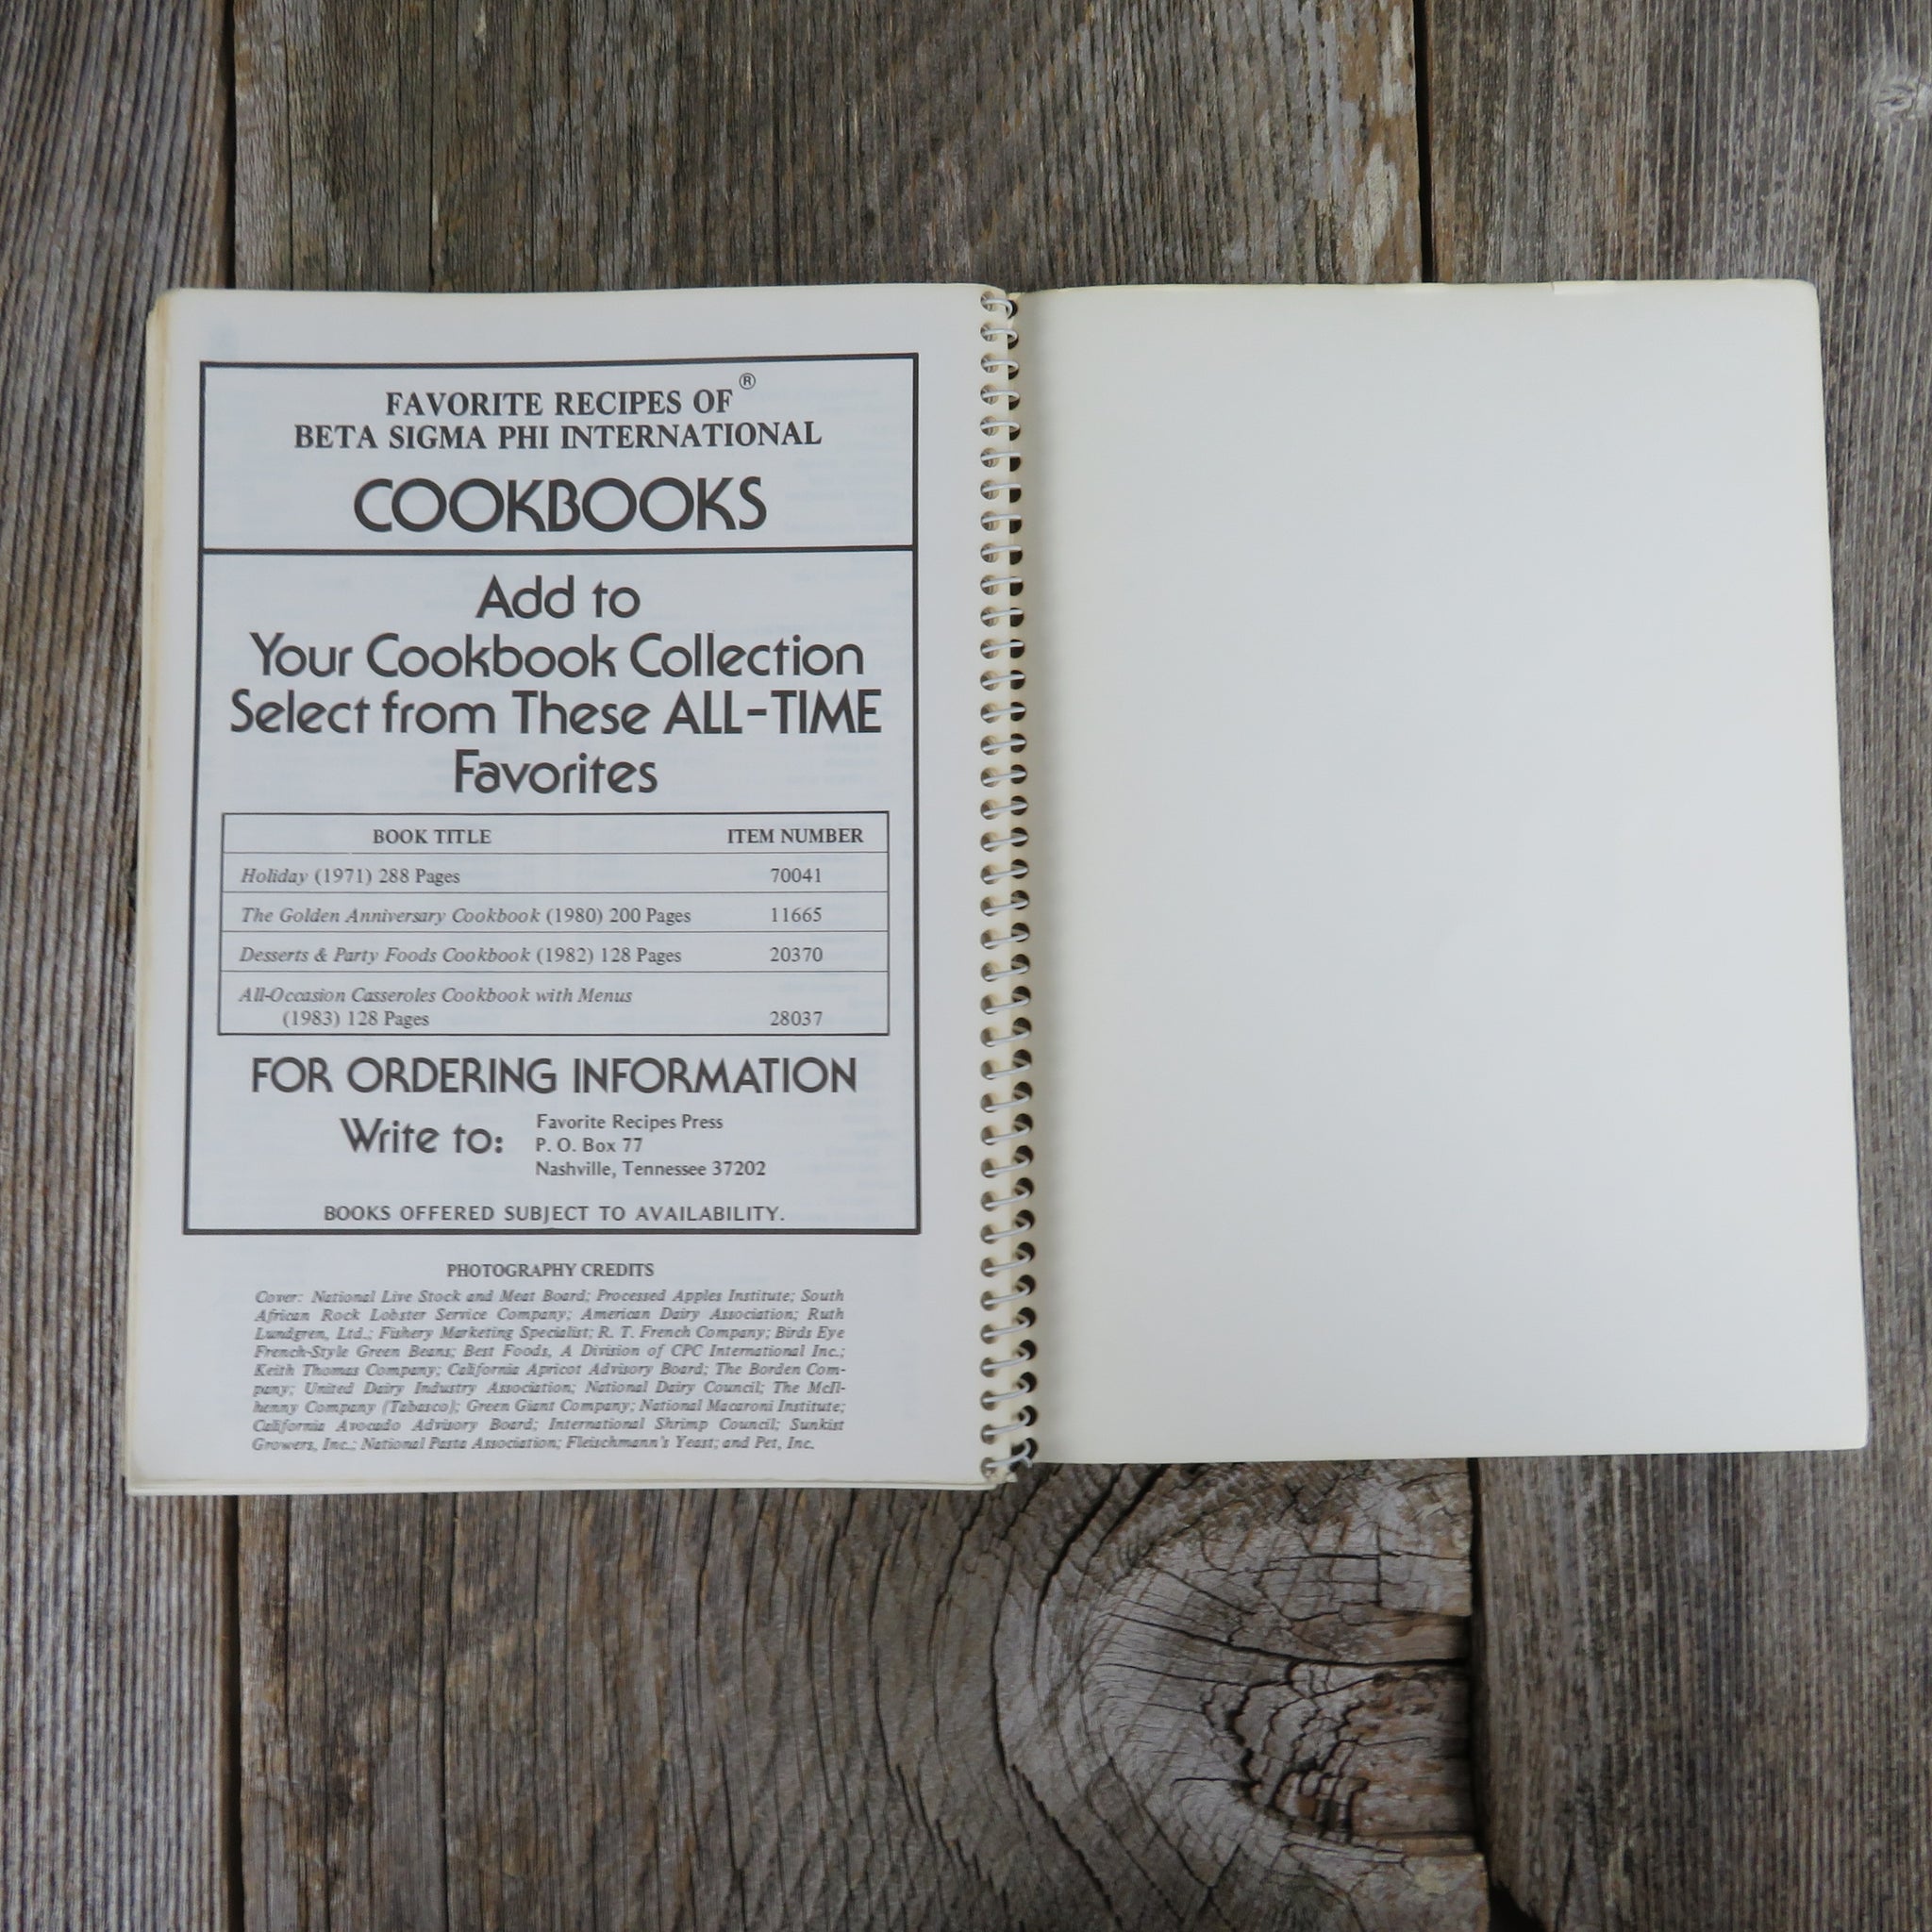 FAVORITE RECIPES OF®
BETA SIGMA PHI INTERNATIONAL
COOKBOOKS
Add to
Your Cookbook Collection
Select from These ALL-TIME
Favorites
BOOK TITLE ITEM NUMBER
Holiday (1971) 288 Pages 70041
The Golden Anniversary Cookbook (1980) 200 Pages 11665
Desserts & Party Foods Cookbook (1982) 128 Pages 20370
All-Occasion Casseroles Cookbook with Menus
(1983) 128 Pages 28037
FOR ORDERING INFORMATION
Write to: Favorite Recipes Press
P. O. Box 77
Nashville, Tennessee 37202
BOOKS OFFERED SUBJECT TO AVAILABILITY.
PHOTOGRAPHY CREDITS
Cover: National Live Stock and Meat Board; Processed Apples Institute; South
African Rock Lobster Service Company; American Dairy Association; Ruth
Lundgren, Ltd.; Fishery Marketing Specialist; R. T. French Company; Birds Eye
French-Style Green Beans; Best Foods, A Division of CPC International Inc.;
Keith Thomas Company; California Apricot Advisory Board; The Borden Com-
pany; United Dairy Industry Association; National Dairy Council; The McIl-
henny Company (Tabasco); Green Giant Company; National Macaroni Institute;
California Avocado Advisory Board; International Shrimp Council; Sunkist
Growers, Inc.; National Pasta Association; Fleischmann's Yeast; and Pet, Inc.